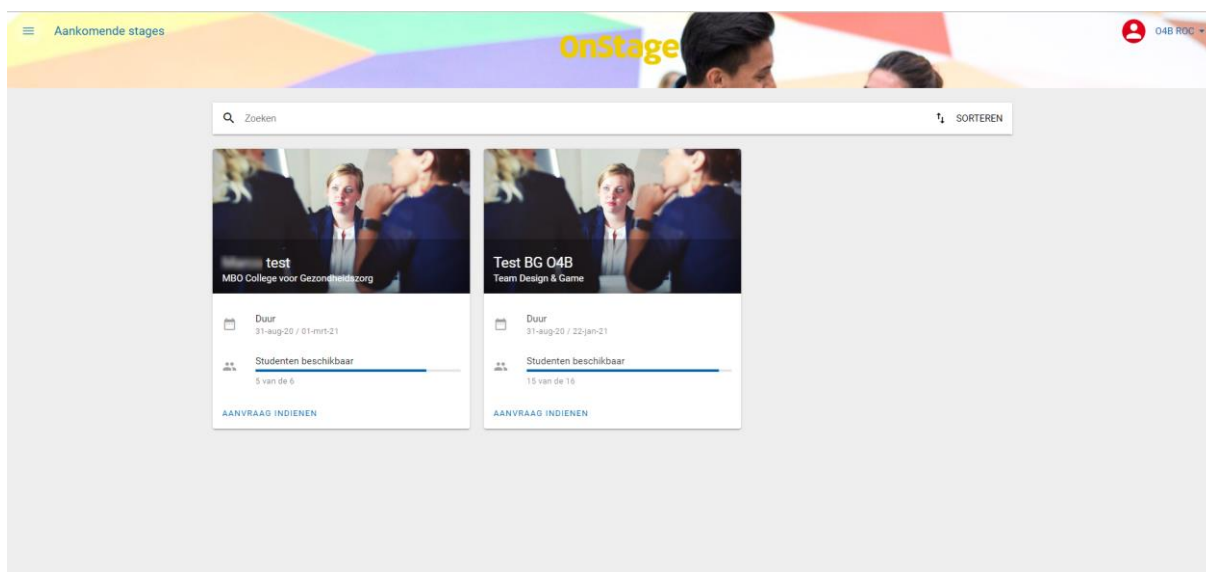 Aankomende stages
OnStage
O4B ROC
Zoeken
SORTEREN
test
MBO College voor Gezondheidszorg
Duur
31-aug-20 / 01-mrt-21
Studenten beschikbaar
5 van de 6
AANVRAAG INDIENEN
Test BG O4B
Team Design & Game
Duur
31-aug-20 / 22-jan-21
Studenten beschikbaar
15 van de 16
AANVRAAG INDIENEN